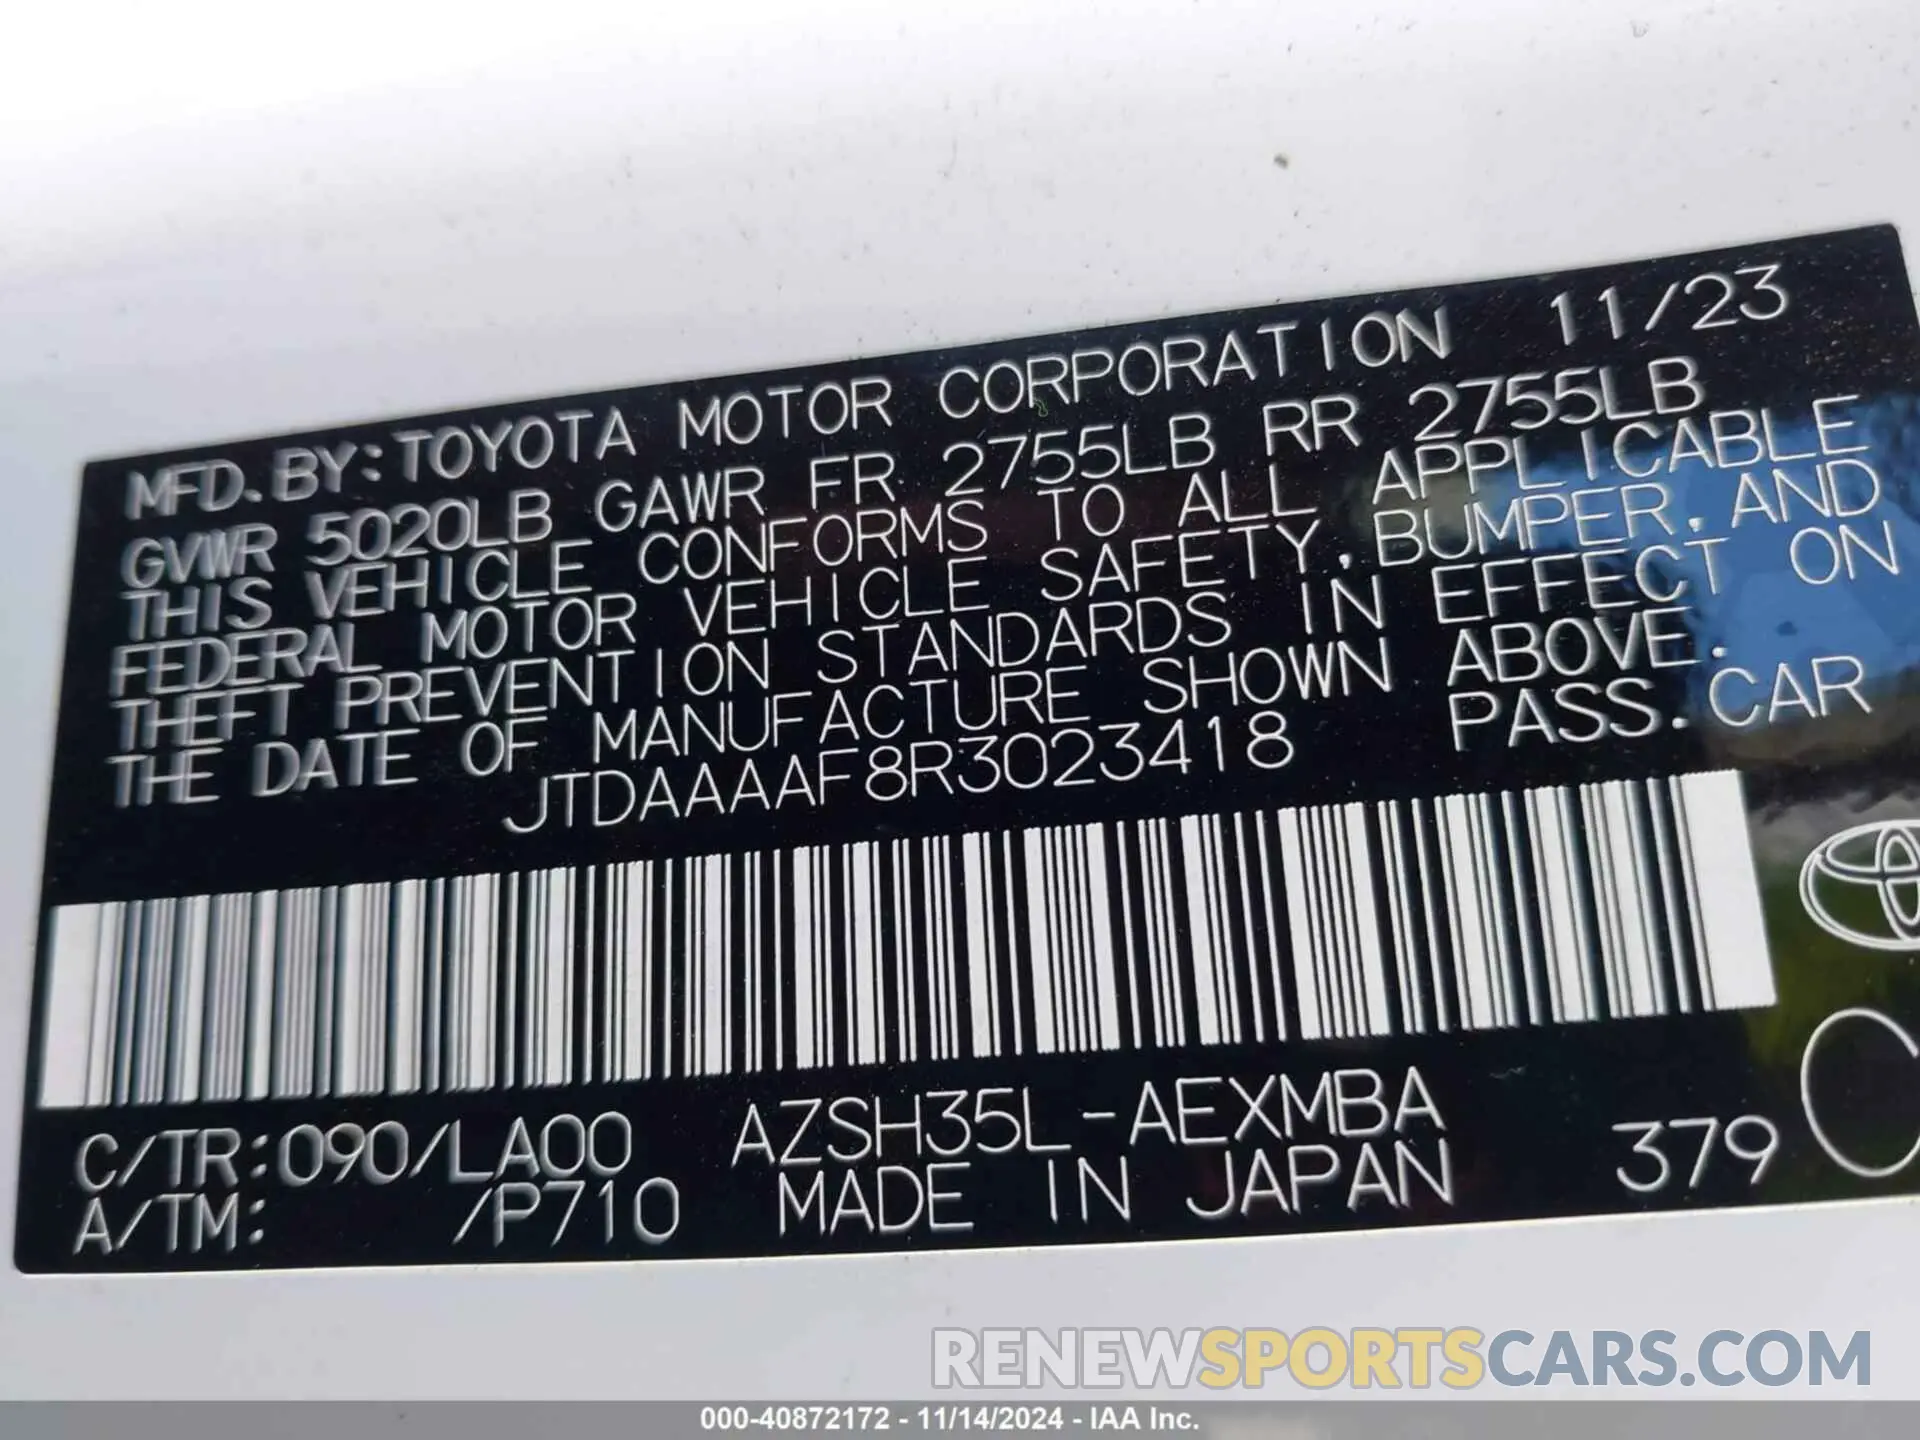 MFD. BY: TOYOTA MOTOR CORPORATION 11/23
GVWR 5020LB GAWR FR 2755LB RR 2755LB
THIS VEHICLE CONFORMS TO ALL APPLICABLE
FEDERAL MOTOR VEHICLE SAFETY, BUMPER, AND
THEFT PREVENTION STANDARDS IN EFFECT ON
THE DATE OF MANUFACTURE SHOWN ABOVE.
JTDAAAAF8R3023418 PASS. CAR
C/TR:090/LA00 AZSH35L-AEXMBA
A/TM: /P710 MADE IN JAPAN 379
RENEWSPORTSCARS.COM
000-40872172 - 11/14/2024 - IAA Inc.